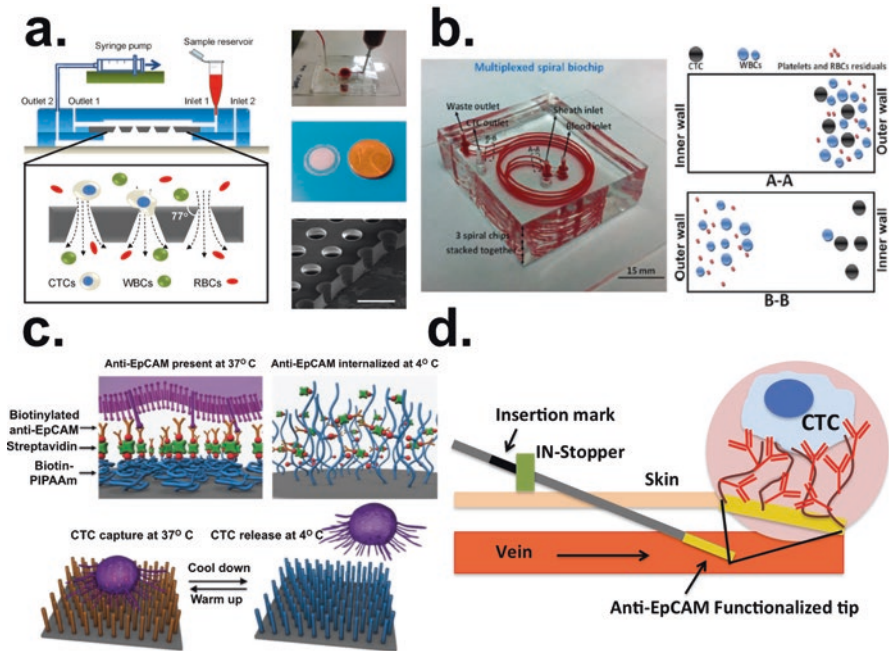 a.
Syringe pump
Sample reservoir
Outlet 2
Outlet 1
Inlet 1
Inlet 2
77°
CTCs
WBCs
RBCs
b.
Multiplexed spiral biochip
Waste outlet
CTC outlet
Sheath inlet
Blood inlet
3 spiral chips
stacked together
15 mm
CTC
WBCs
Platelets and RBCs residuals
Inner wall
Outer wall
A-A
Outer wall
Inner wall
B-B
c.
Anti-EpCAM present at 37° C
Anti-EpCAM internalized at 4° C
Biotinylated
anti-EpCAM
Streptavidin
Biotin-
PIPAAm
CTC capture at 37° C
CTC release at 4° C
Cool down
Warm up
d.
Insertion mark
IN-Stopper
Skin
CTC
Vein
Anti-EpCAM Functionalized tip